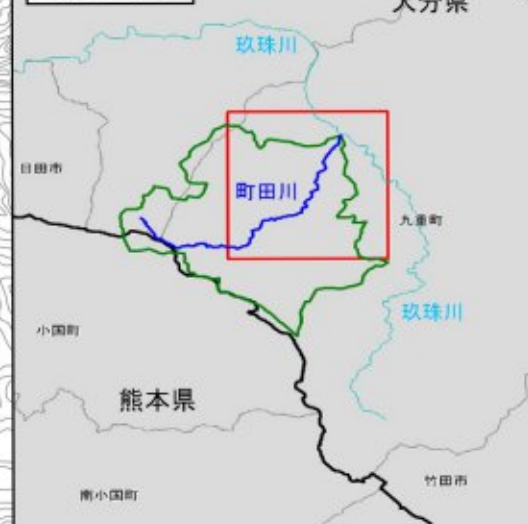 大分県
玖珠川
日田市
町田川
九重町
玖珠川
小国町
熊本県
竹田市
南小国町